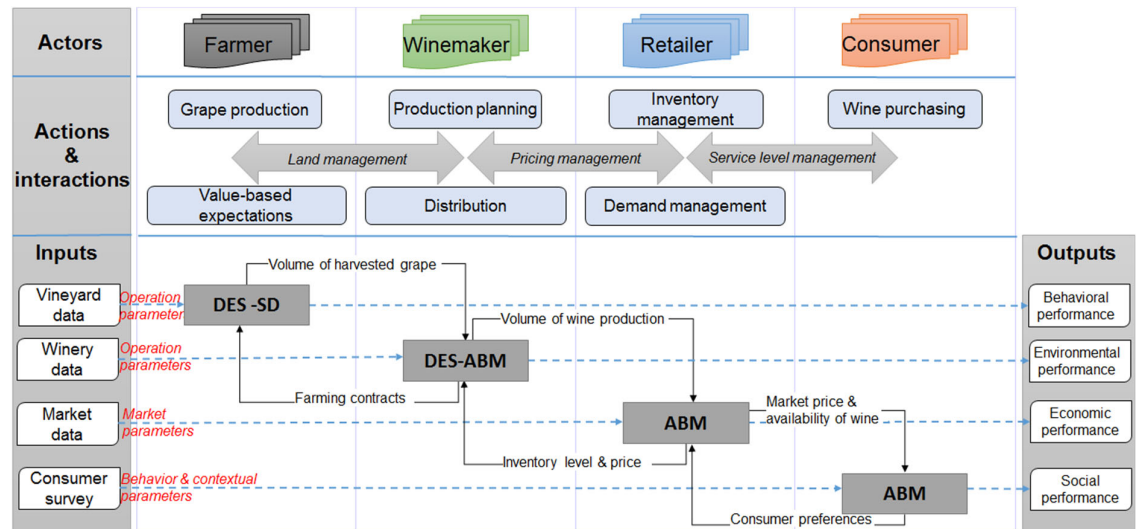 Actors
Farmer
Winemaker
Retailer
Consumer
Actions
&
interactions
Grape production
Production planning
Inventory
management
Wine purchasing
Land management
Pricing management
Service level management
Value-based
expectations
Distribution
Demand management
Inputs
Outputs
Volume of harvested grape
Vineyard
data
Operation
parameter
DES -SD
Behavioral
performance
Volume of wine production
Winery
data
Operation
parameters
DES-ABM
Environmental
performance
Farming contracts
Market
data
Market
parameters
ABM
Market price &
availability of wine
Economic
performance
Inventory level & price
Consumer
survey
Behavior & contextual
parameters
ABM
Social
performance
Consumer preferences